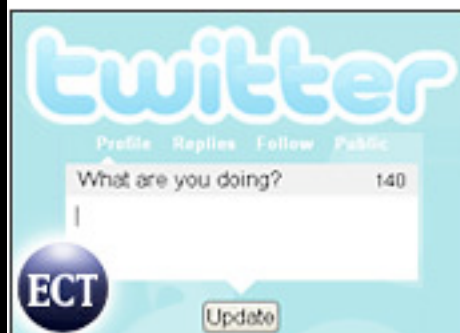 twitter
Profile Replies Follow Public
What are you doing? 140
ECT
Update